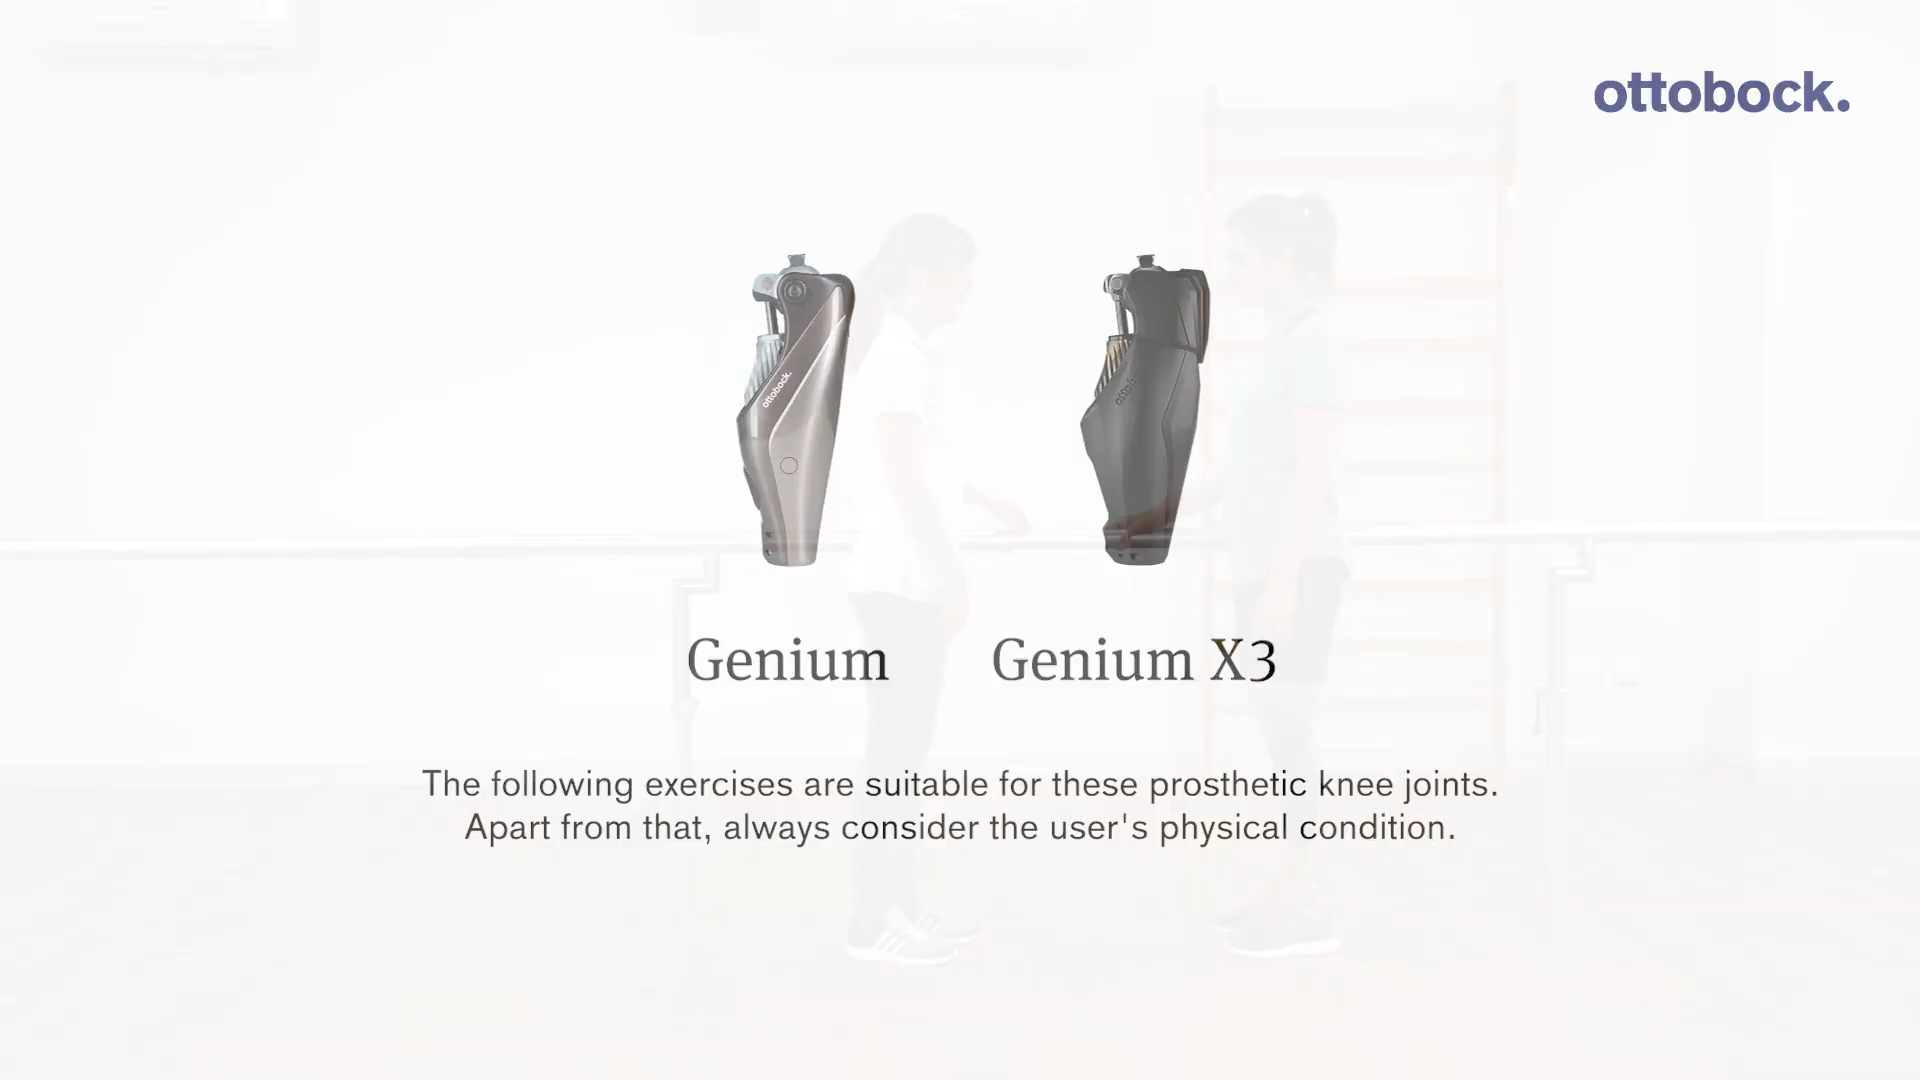 ottobock.
ottobock.
Genium
Genium X3
The following exercises are suitable for these prosthetic knee joints.
Apart from that, always consider the user's physical condition.